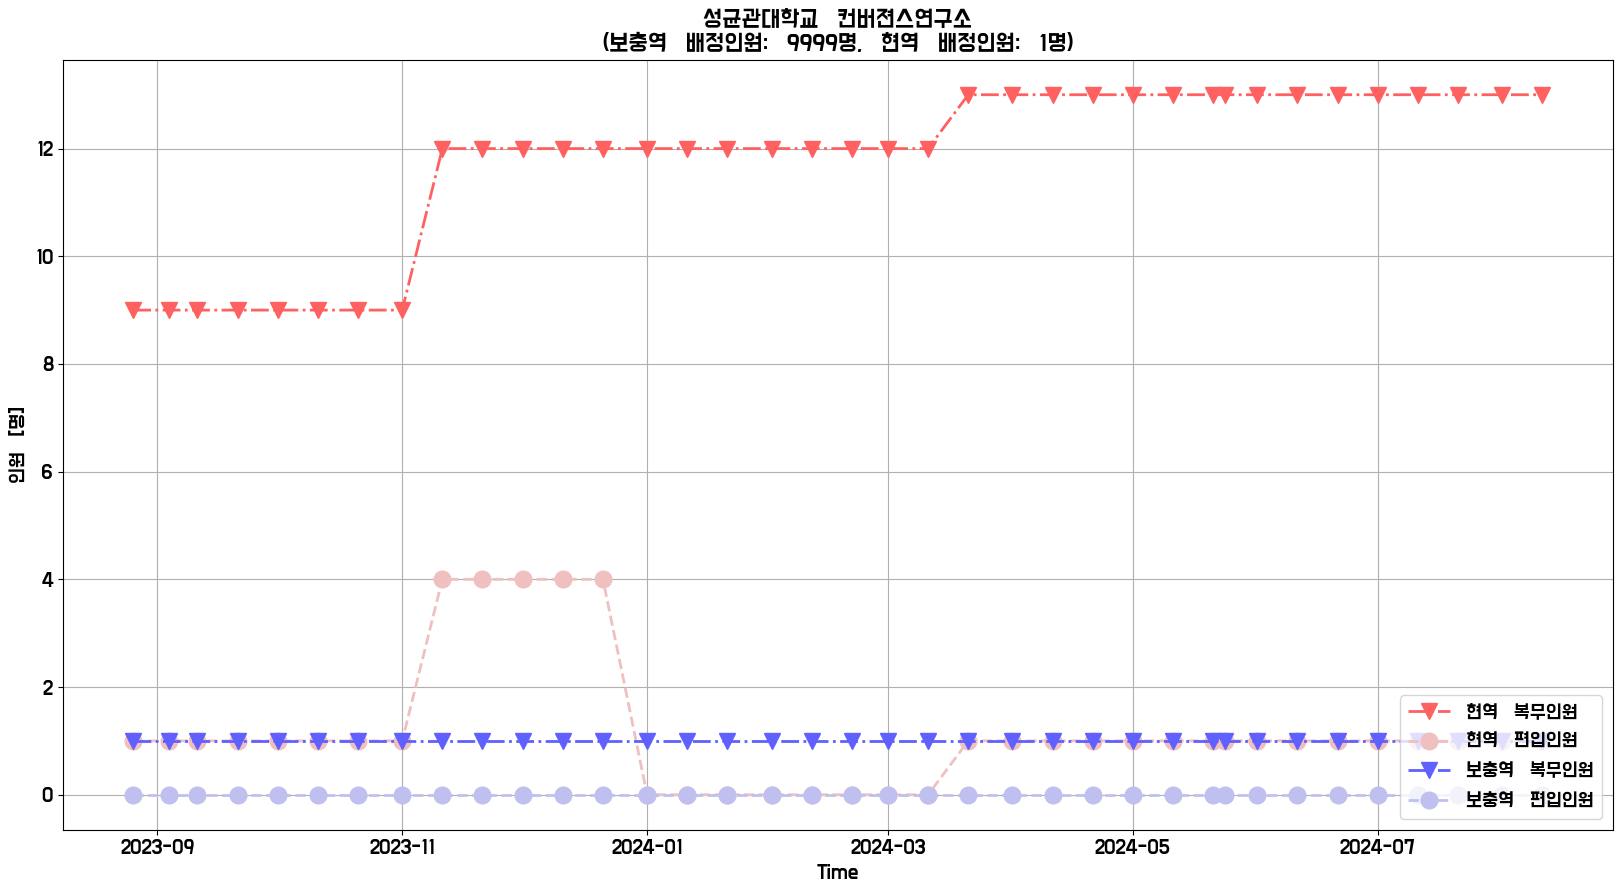 성균관대학교 컨버젼스연구소
(보충역 배정인원: 9999명, 현역 배정인원: 1명)
인원 [명]
12
10
8
6
4
2
0
현역 복무인원
현역 편입인원
보충역 복무인원
보충역 편입인원
2023-09
2023-11
2024-01
2024-03
2024-05
2024-07
Time